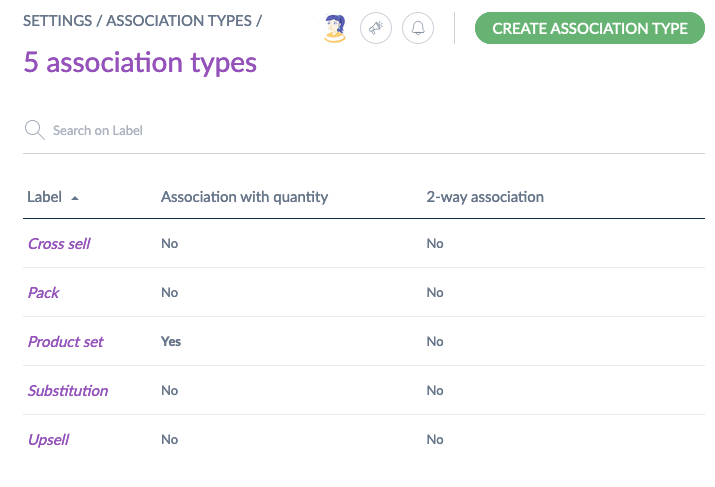 SETTINGS / ASSOCIATION TYPES /
CREATE ASSOCIATION TYPE
5 association types
Search on Label
Label Association with quantity 2-way association
Cross sell No No
Pack No No
Product set Yes No
Substitution No No
Upsell No No